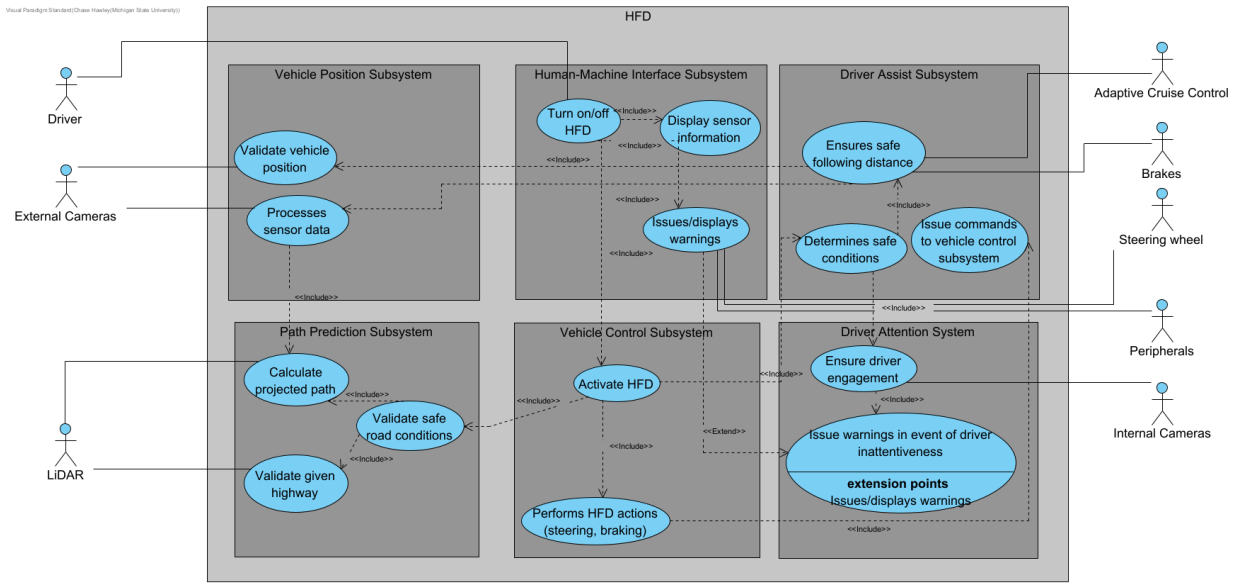 Visual Paradigm Standard(Chase Hawley(Michigan State University))
HFD
Vehicle Position Subsystem
Human-Machine Interface Subsystem
Driver Assist Subsystem
Driver
External Cameras
LiDAR
Adaptive Cruise Control
Brakes
Steering wheel
Peripherals
Internal Cameras
Validate vehicle
position
Processes
sensor data
<<Include>>
Turn on/off
HFD
<<Include>>
Display sensor
information
<<Include>>
<<Include>>
<<Include>>
Issues/displays
warnings
<<Include>>
Ensures safe
following distance
<<Include>>
Determines safe
conditions
Issue commands
to vehicle control
subsystem
<<Include>>
Path Prediction Subsystem
Vehicle Control Subsystem
Driver Attention System
Calculate
projected path
<<Include>>
Validate safe
road conditions
<<Include>>
Validate given
highway
Activate HFD
<<Include>>
<<Include>>
<<Include>>
<<Extend>>
Performs HFD actions
(steering, braking)
Ensure driver
engagement
<<Include>>
Issue warnings in event of driver
inattentiveness
extension points
Issues/displays warnings
<<Include>>